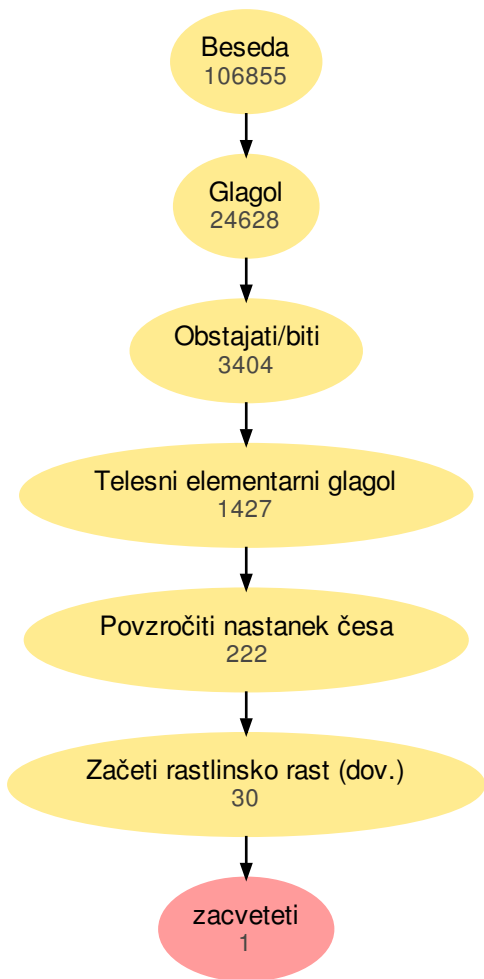 Beseda
106855
Glagol
24628
Obstajati/biti
3404
Telesni elementarni glagol
1427
Povzročiti nastanek česa
222
Začeti rastlinsko rast (dov.)
30
zacveteti
1